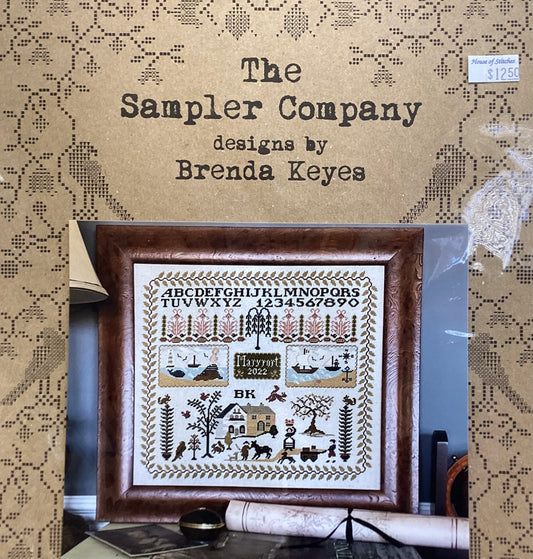 The
Sampler Company
designs by
Brenda Keyes
House of Stitches
$12.50
ABCDEFGHIJKLMNOPQRS
TUVWXYZ 1234567890
Maryport
2022
BK